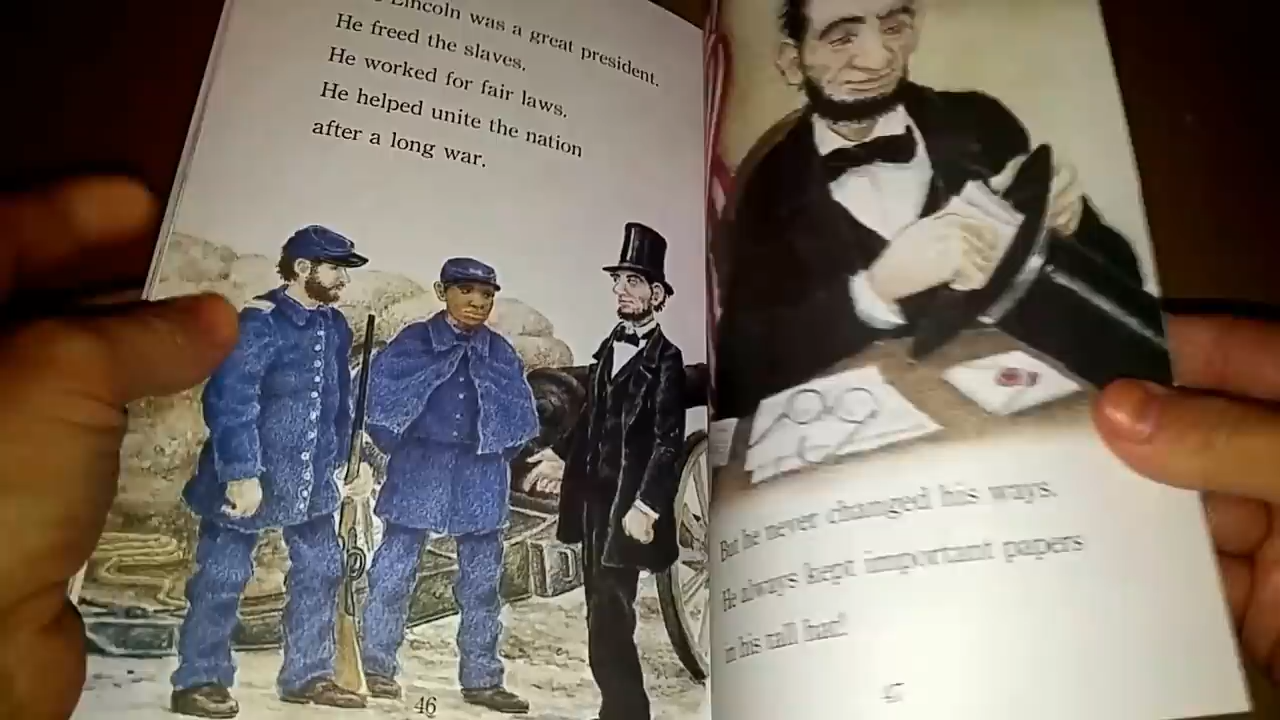 Lincoln was a great president.
He freed the slaves.
He worked for fair laws.
He helped unite the nation
after a long war.
46
But he never changed his ways.
He always kept important papers
in his tall hat!
47